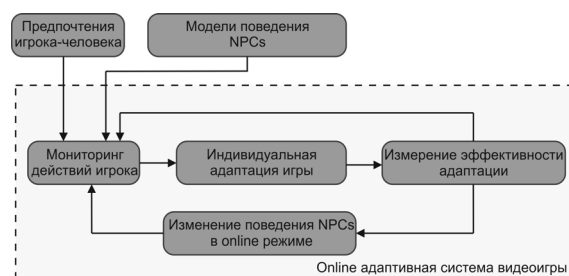 Предпочтения
игрока-человека
Модели поведения
NPCs
Мониторинг
действий игрока
Индивидуальная
адаптация игры
Измерение эффективности
адаптации
Изменение поведения NPCs
в online режиме
Online адаптивная система видеоигры